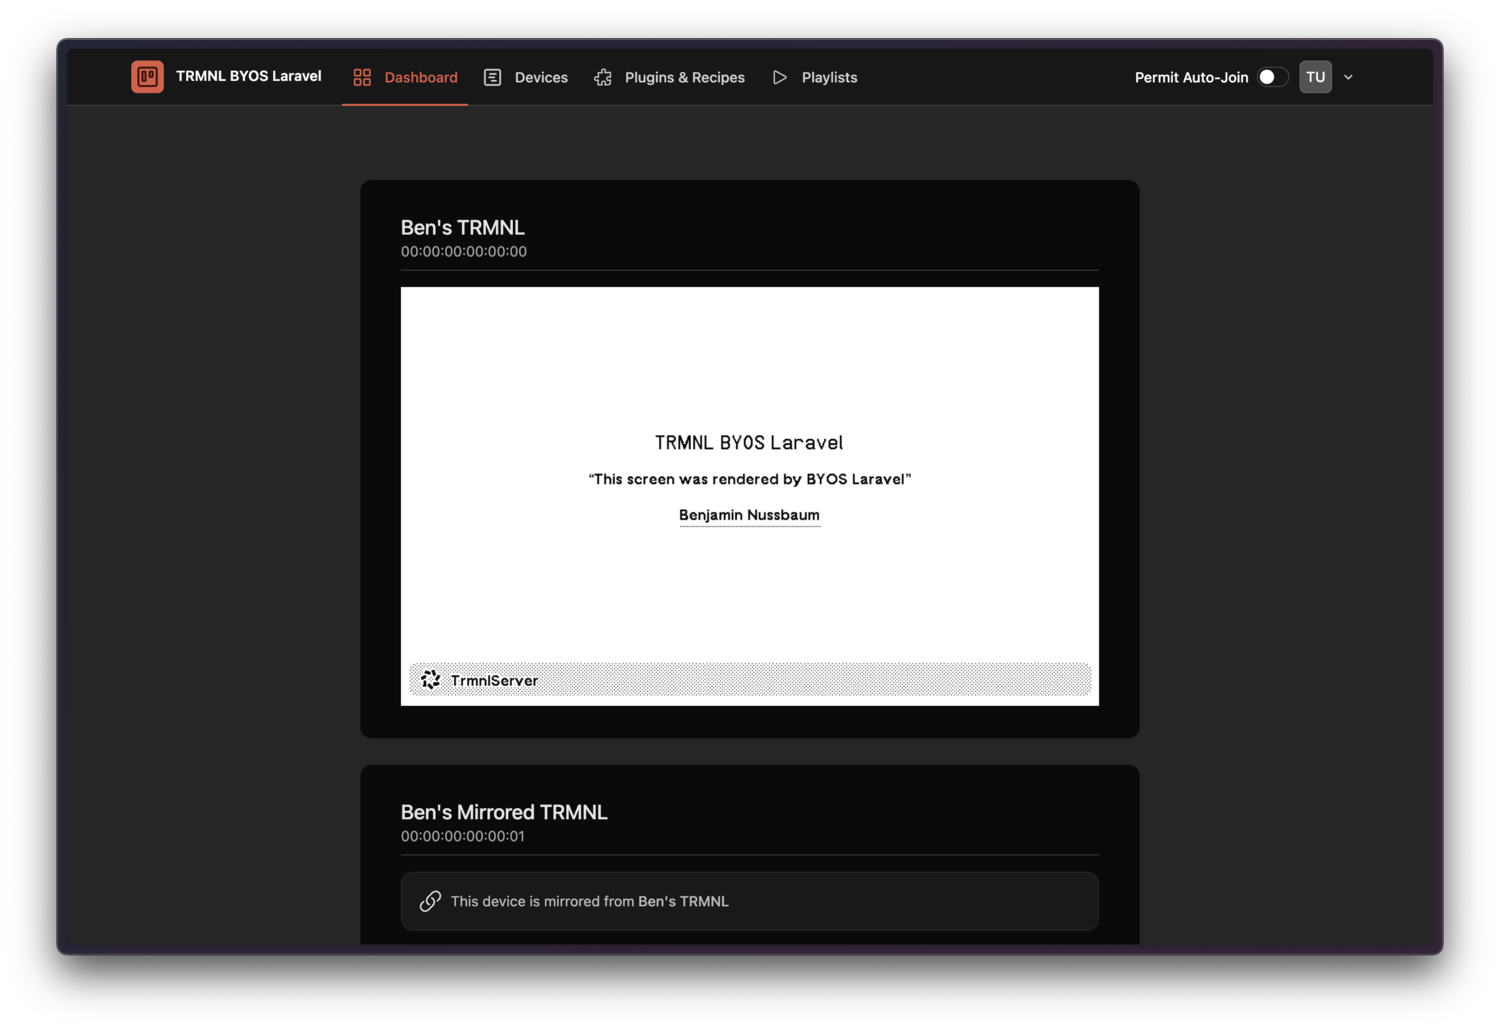 TRMNL BYOS Laravel
Dashboard
Devices
Plugins & Recipes
Playlists
Permit Auto-Join
TU
Ben's TRMNL
00:00:00:00:00:00
TRMNL BYOS Laravel
“This screen was rendered by BYOS Laravel”
Benjamin Nussbaum
TrmnlServer
Ben's Mirrored TRMNL
00:00:00:00:00:01
This device is mirrored from Ben's TRMNL